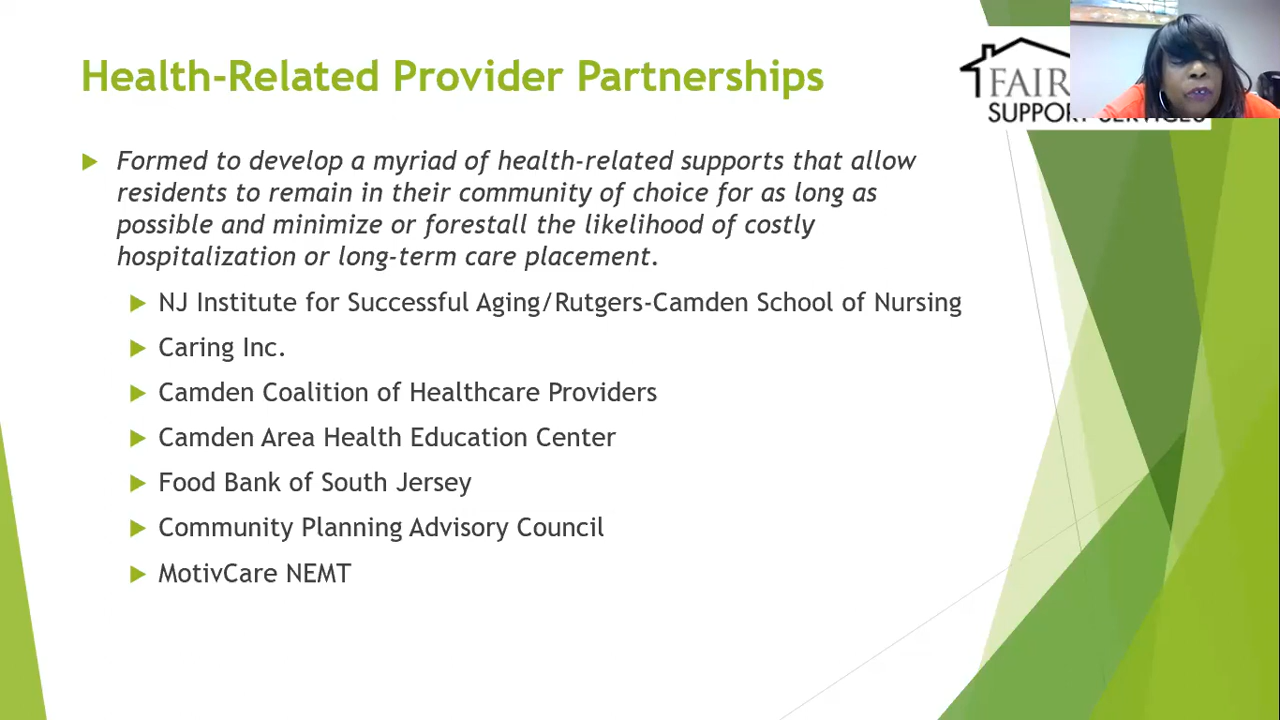 Health-Related Provider Partnerships
FAIR
SUPPORT SERVICES
Formed to develop a myriad of health-related supports that allow
residents to remain in their community of choice for as long as
possible and minimize or forestall the likelihood of costly
hospitalization or long-term care placement.
NJ Institute for Successful Aging/Rutgers-Camden School of Nursing
Caring Inc.
Camden Coalition of Healthcare Providers
Camden Area Health Education Center
Food Bank of South Jersey
Community Planning Advisory Council
MotivCare NEMT